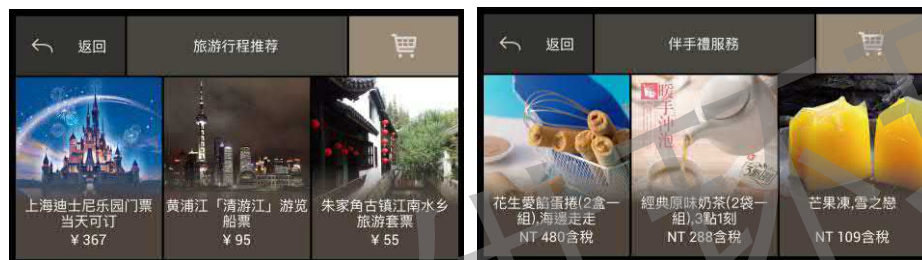 返回
旅游行程推荐
上海迪士尼乐园门票
当天可订
¥ 367
黄浦江「清游江」游览
船票
¥ 95
朱家角古镇江南水乡
旅游套票
¥ 55
返回
伴手禮服務
暖手沖泡
花生愛餡蛋捲(2盒一
組),海邊走走
NT 480含稅
經典原味奶茶(2袋一
組),3點1刻
NT 288含稅
芒果凍,雪之戀
NT 109含稅